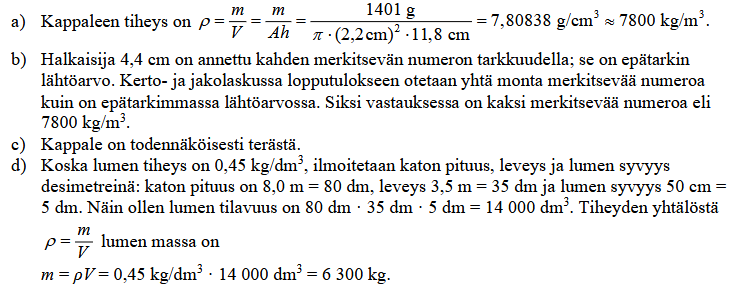 a) Kappaleen tiheys on ρ = m/V = m/Ah = 1401 g / (π · (2,2cm)² · 11,8 cm) = 7,80838 g/cm³ ≈ 7800 kg/m³.
b) Halkaisija 4,4 cm on annettu kahden merkitsevän numeron tarkkuudella; se on epätarkin
lähtöarvo. Kerto- ja jakolaskussa lopputulokseen otetaan yhtä monta merkitsevää numeroa
kuin on epätarkimmassa lähtöarvossa. Siksi vastauksessa on kaksi merkitsevää numeroa eli
7800 kg/m³.
c) Kappale on todennäköisesti terästä.
d) Koska lumen tiheys on 0,45 kg/dm³, ilmoitetaan katon pituus, leveys ja lumen syvyys
desimetreinä: katon pituus on 8,0 m = 80 dm, leveys 3,5 m = 35 dm ja lumen syvyys 50 cm =
5 dm. Näin ollen lumen tilavuus on 80 dm · 35 dm · 5 dm = 14 000 dm³. Tiheyden yhtälöstä
ρ = m/V lumen massa on
m = ρV = 0,45 kg/dm³ · 14 000 dm³ = 6 300 kg.